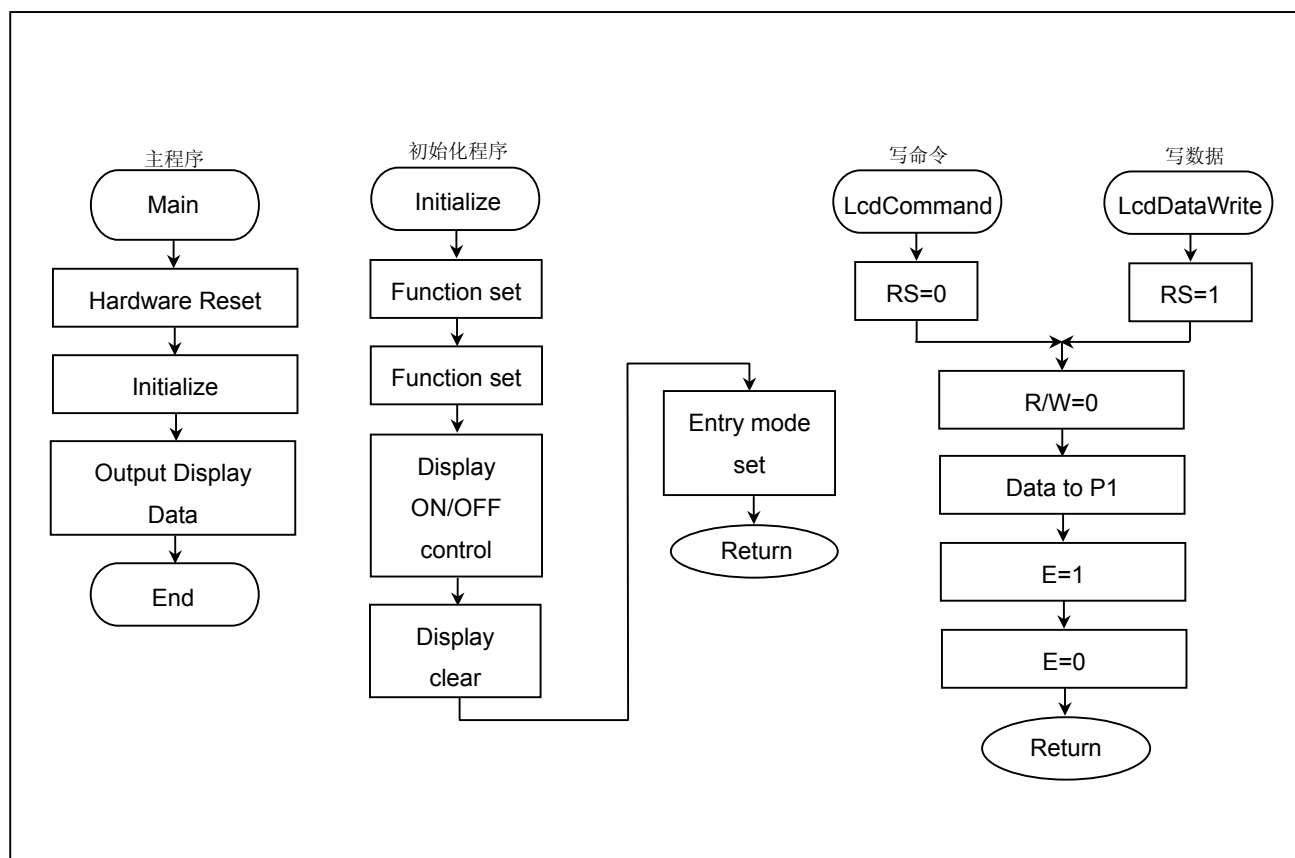 主程序
Main
Hardware Reset
Initialize
Output Display
Data
End
初始化程序
Initialize
Function set
Function set
Display
ON/OFF
control
Display
clear
Entry mode
set
Return
写命令
LcdCommand
RS=0
写数据
LcdDataWrite
RS=1
R/W=0
Data to P1
E=1
E=0
Return